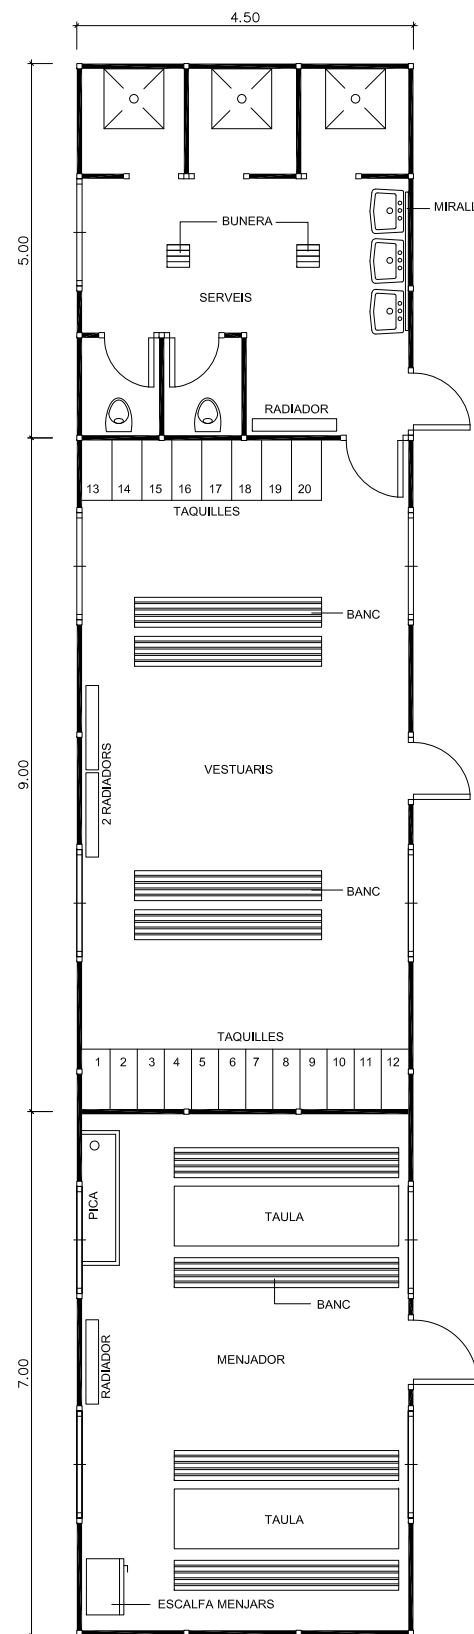 4.50
MIRALL
BUNERA
5.00
SERVEIS
RADIADOR
13 14 15 16 17 18 19 20
TAQUILLES
BANC
9.00
2 RADIADORS
VESTUARIS
BANC
TAQUILLES
1 2 3 4 5 6 7 8 9 10 11 12
PICA
TAULA
BANC
7.00
RADIADOR
MENJADOR
TAULA
ESCALFA MENJARS